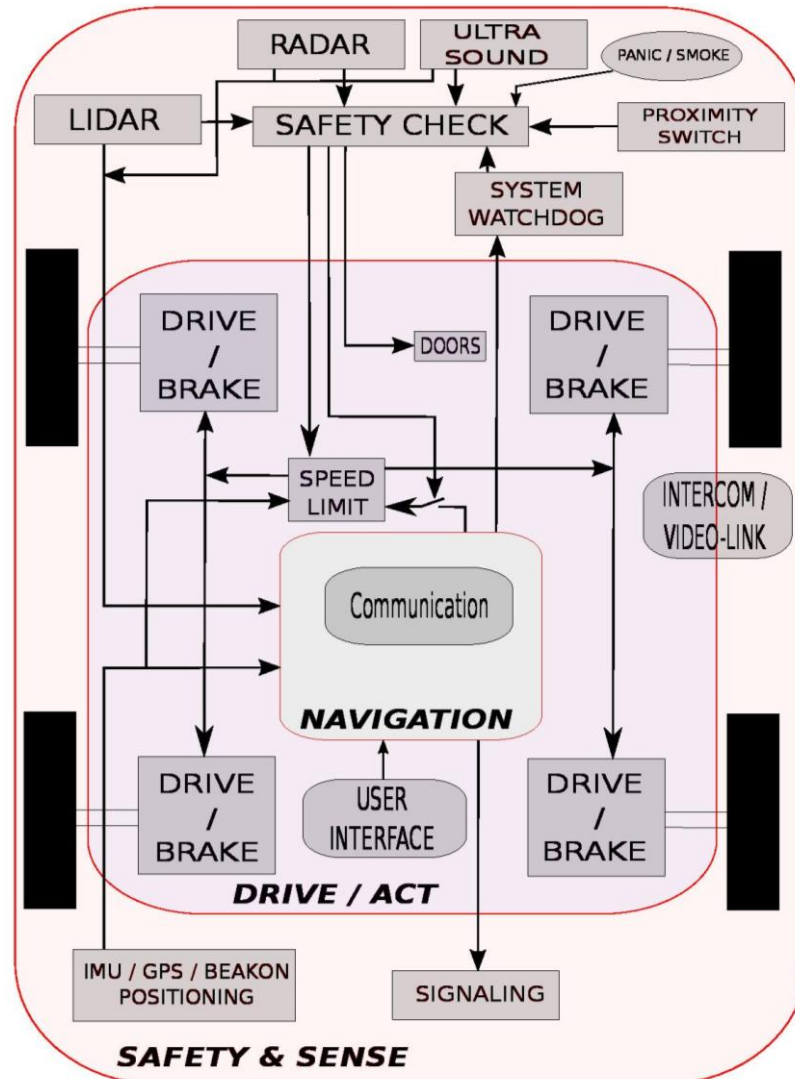 RADAR
ULTRA
SOUND
PANIC / SMOKE
LIDAR
SAFETY CHECK
PROXIMITY
SWITCH
SYSTEM
WATCHDOG
DRIVE
/
BRAKE
DOORS
DRIVE
/
BRAKE
SPEED
LIMIT
INTERCOM /
VIDEO-LINK
Communication
NAVIGATION
DRIVE
/
BRAKE
USER
INTERFACE
DRIVE
/
BRAKE
DRIVE / ACT
IMU / GPS / BEAKON
POSITIONING
SIGNALING
SAFETY & SENSE